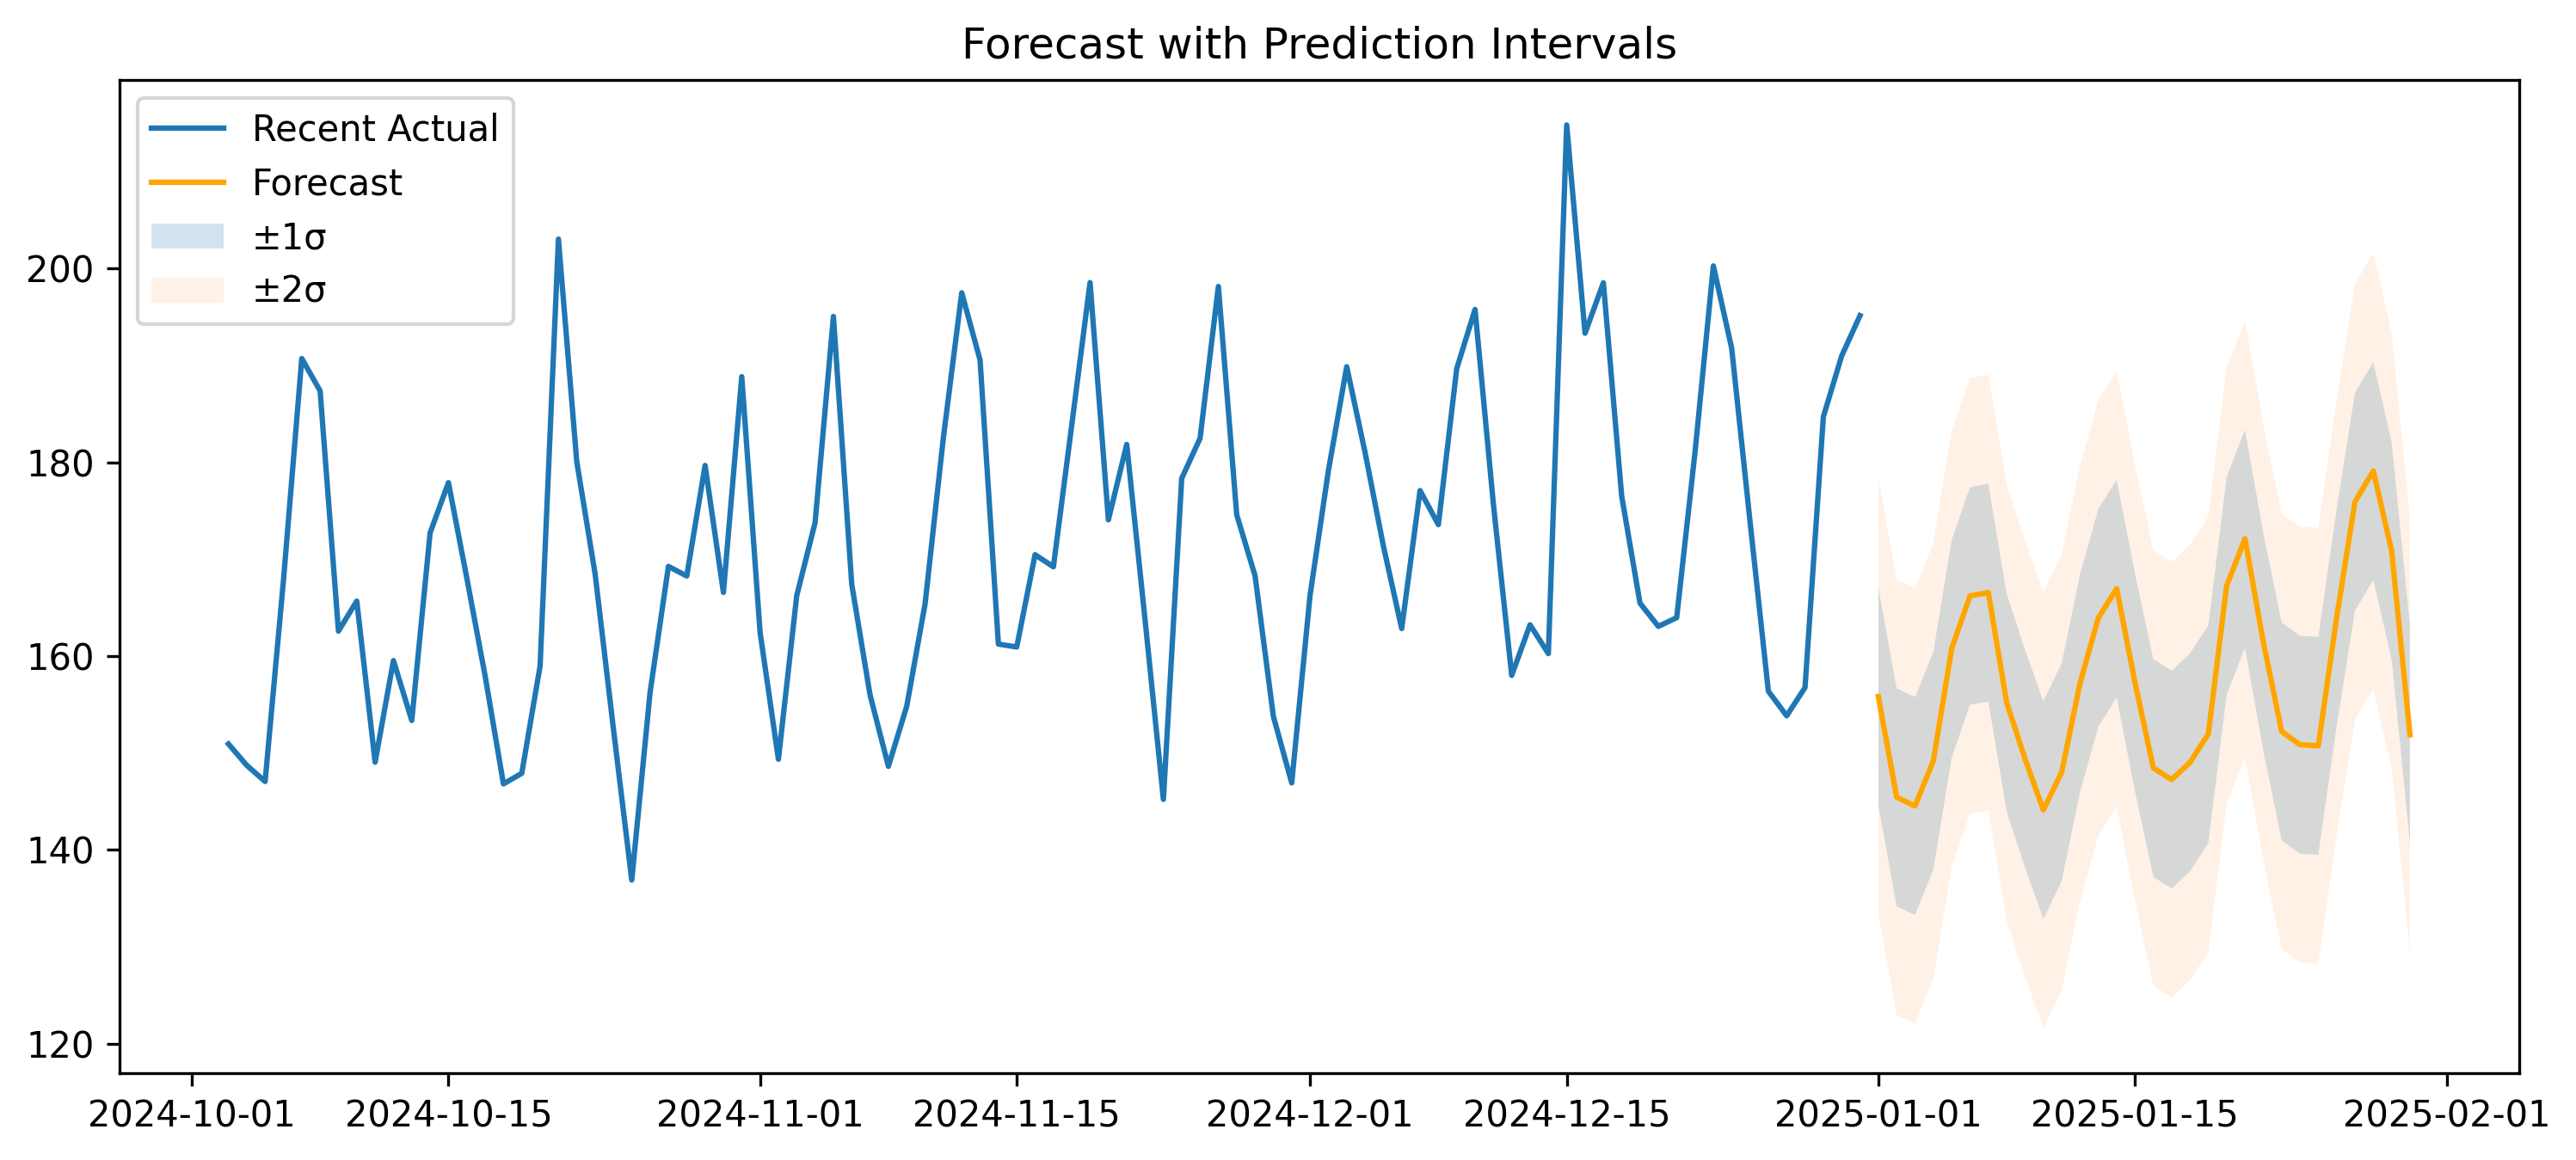 Forecast with Prediction Intervals
Recent Actual
Forecast
±1σ
±2σ
200
180
160
140
120
2024-10-01
2024-10-15
2024-11-01
2024-11-15
2024-12-01
2024-12-15
2025-01-01
2025-01-15
2025-02-01